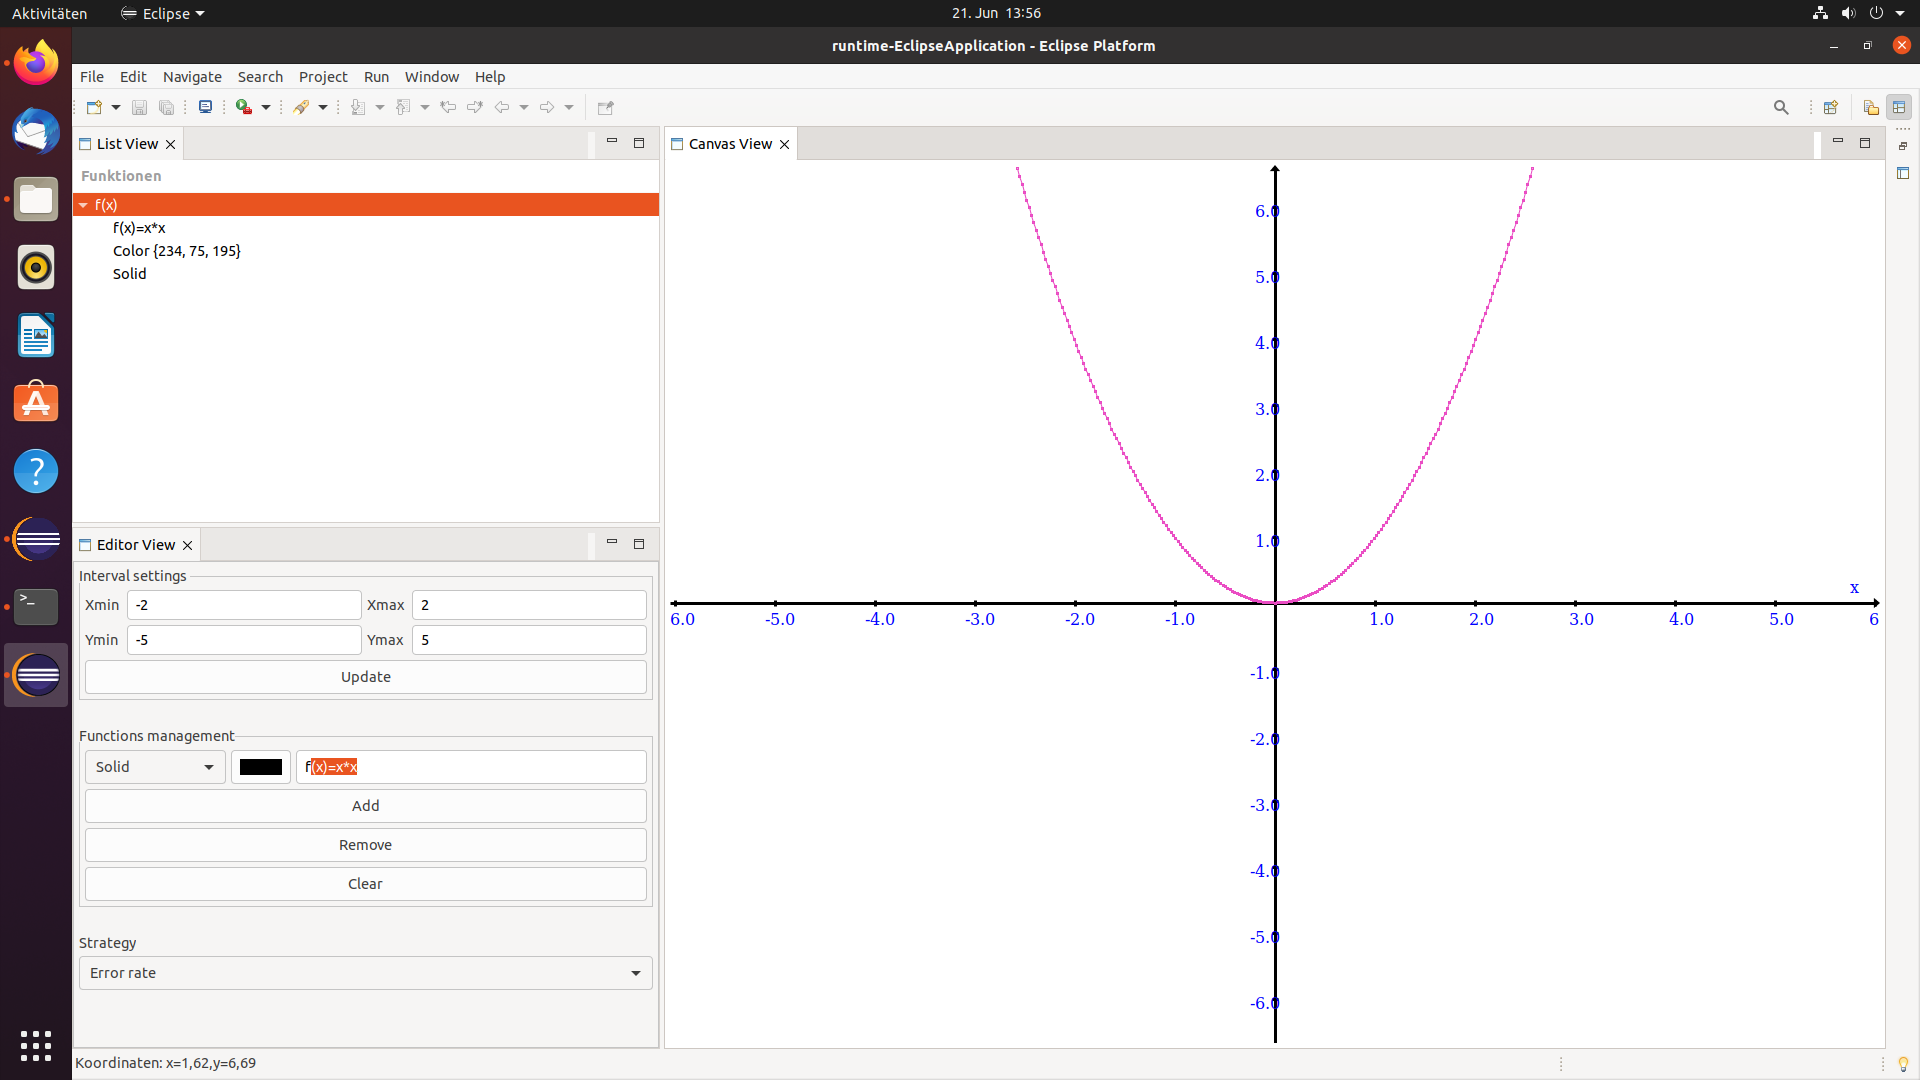 Aktivitäten Eclipse 21. Jun 13:56
runtime-EclipseApplication - Eclipse Platform
File Edit Navigate Search Project Run Window Help
List View
Funktionen
f(x)
f(x)=x*x
Color {234, 75, 195}
Solid
Editor View
Interval settings
Xmin -2 Xmax 2
Ymin -5 Ymax 5
Update
Functions management
Solid f(x)=x*x
Add
Remove
Clear
Strategy
Error rate
Canvas View
6.0
5.0
4.0
3.0
2.0
1.0
x
6.0 -5.0 -4.0 -3.0 -2.0 -1.0 1.0 2.0 3.0 4.0 5.0 6
-1.0
-2.0
-3.0
-4.0
-5.0
-6.0
Koordinaten: x=1,62,y=6,69